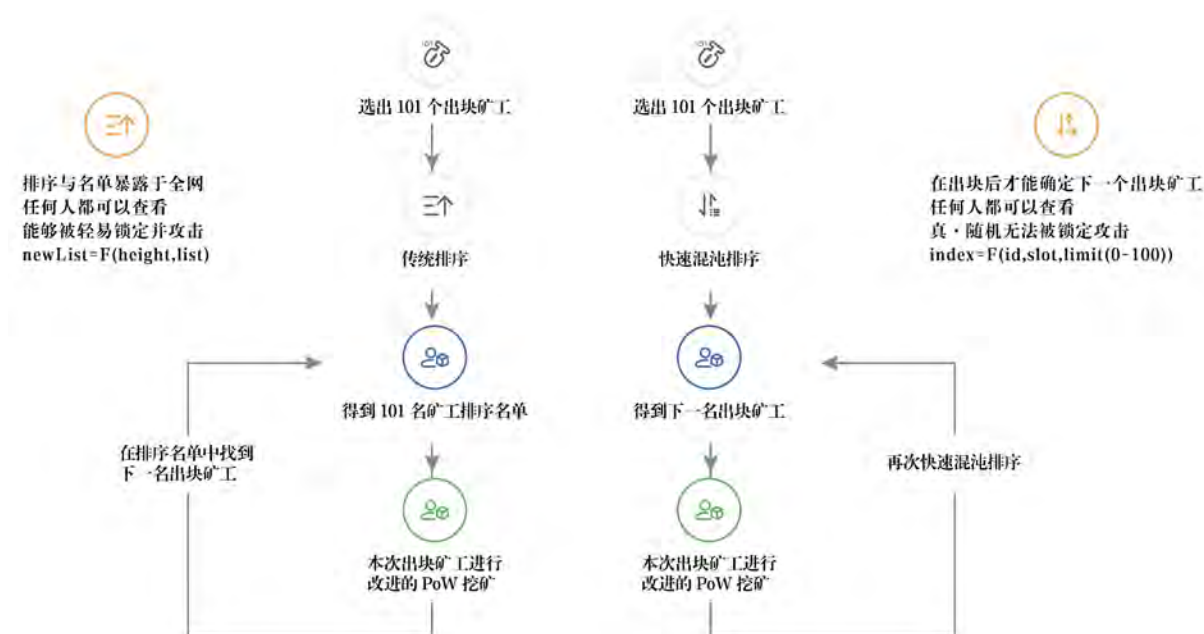 选出 101 个出块矿工
选出 101 个出块矿工
排序与名单暴露于全网
任何人都可以查看
能够被轻易锁定并攻击
newList=F(height,list)
在出块后才能确定下一个出块矿工
任何人都可以查看
真·随机无法被锁定攻击
index=F(id,slot,limit(0-100))
传统排序
快速混沌排序
得到 101 名矿工排序名单
得到下一名出块矿工
在排序名单中找到
下一名出块矿工
再次快速混沌排序
本次出块矿工进行
改进的 PoW 挖矿
本次出块矿工进行
改进的 PoW 挖矿